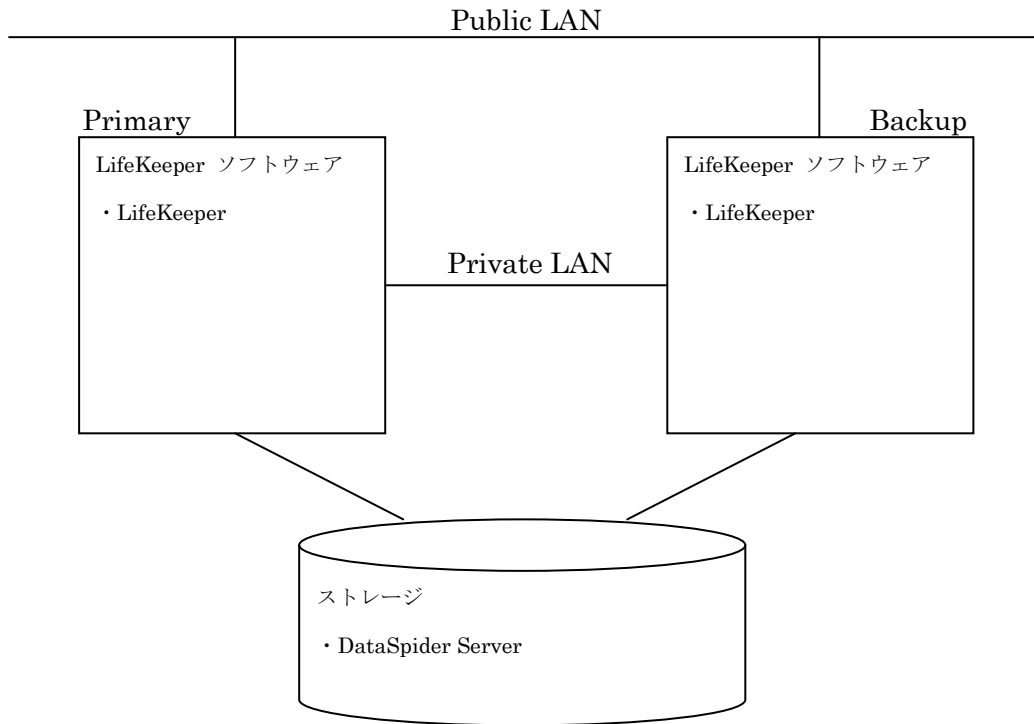 Public LAN
Primary
Backup
LifeKeeper ソフトウェア
・LifeKeeper
LifeKeeper ソフトウェア
・LifeKeeper
Private LAN
ストレージ
・DataSpider Server